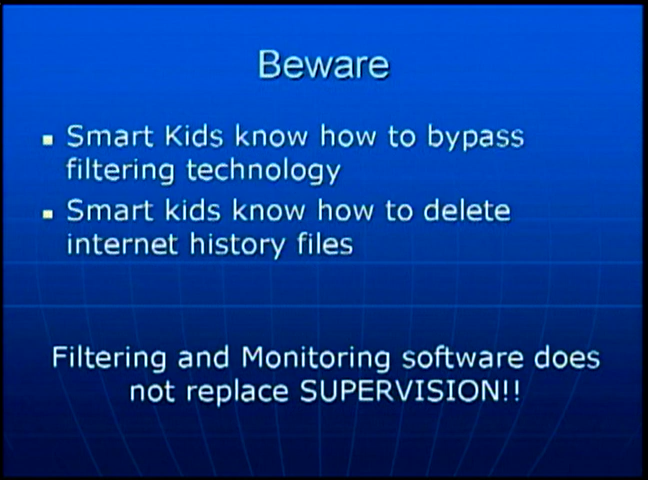 Beware
Smart Kids know how to bypass
filtering technology
Smart kids know how to delete
internet history files
Filtering and Monitoring software does
not replace SUPERVISION!!